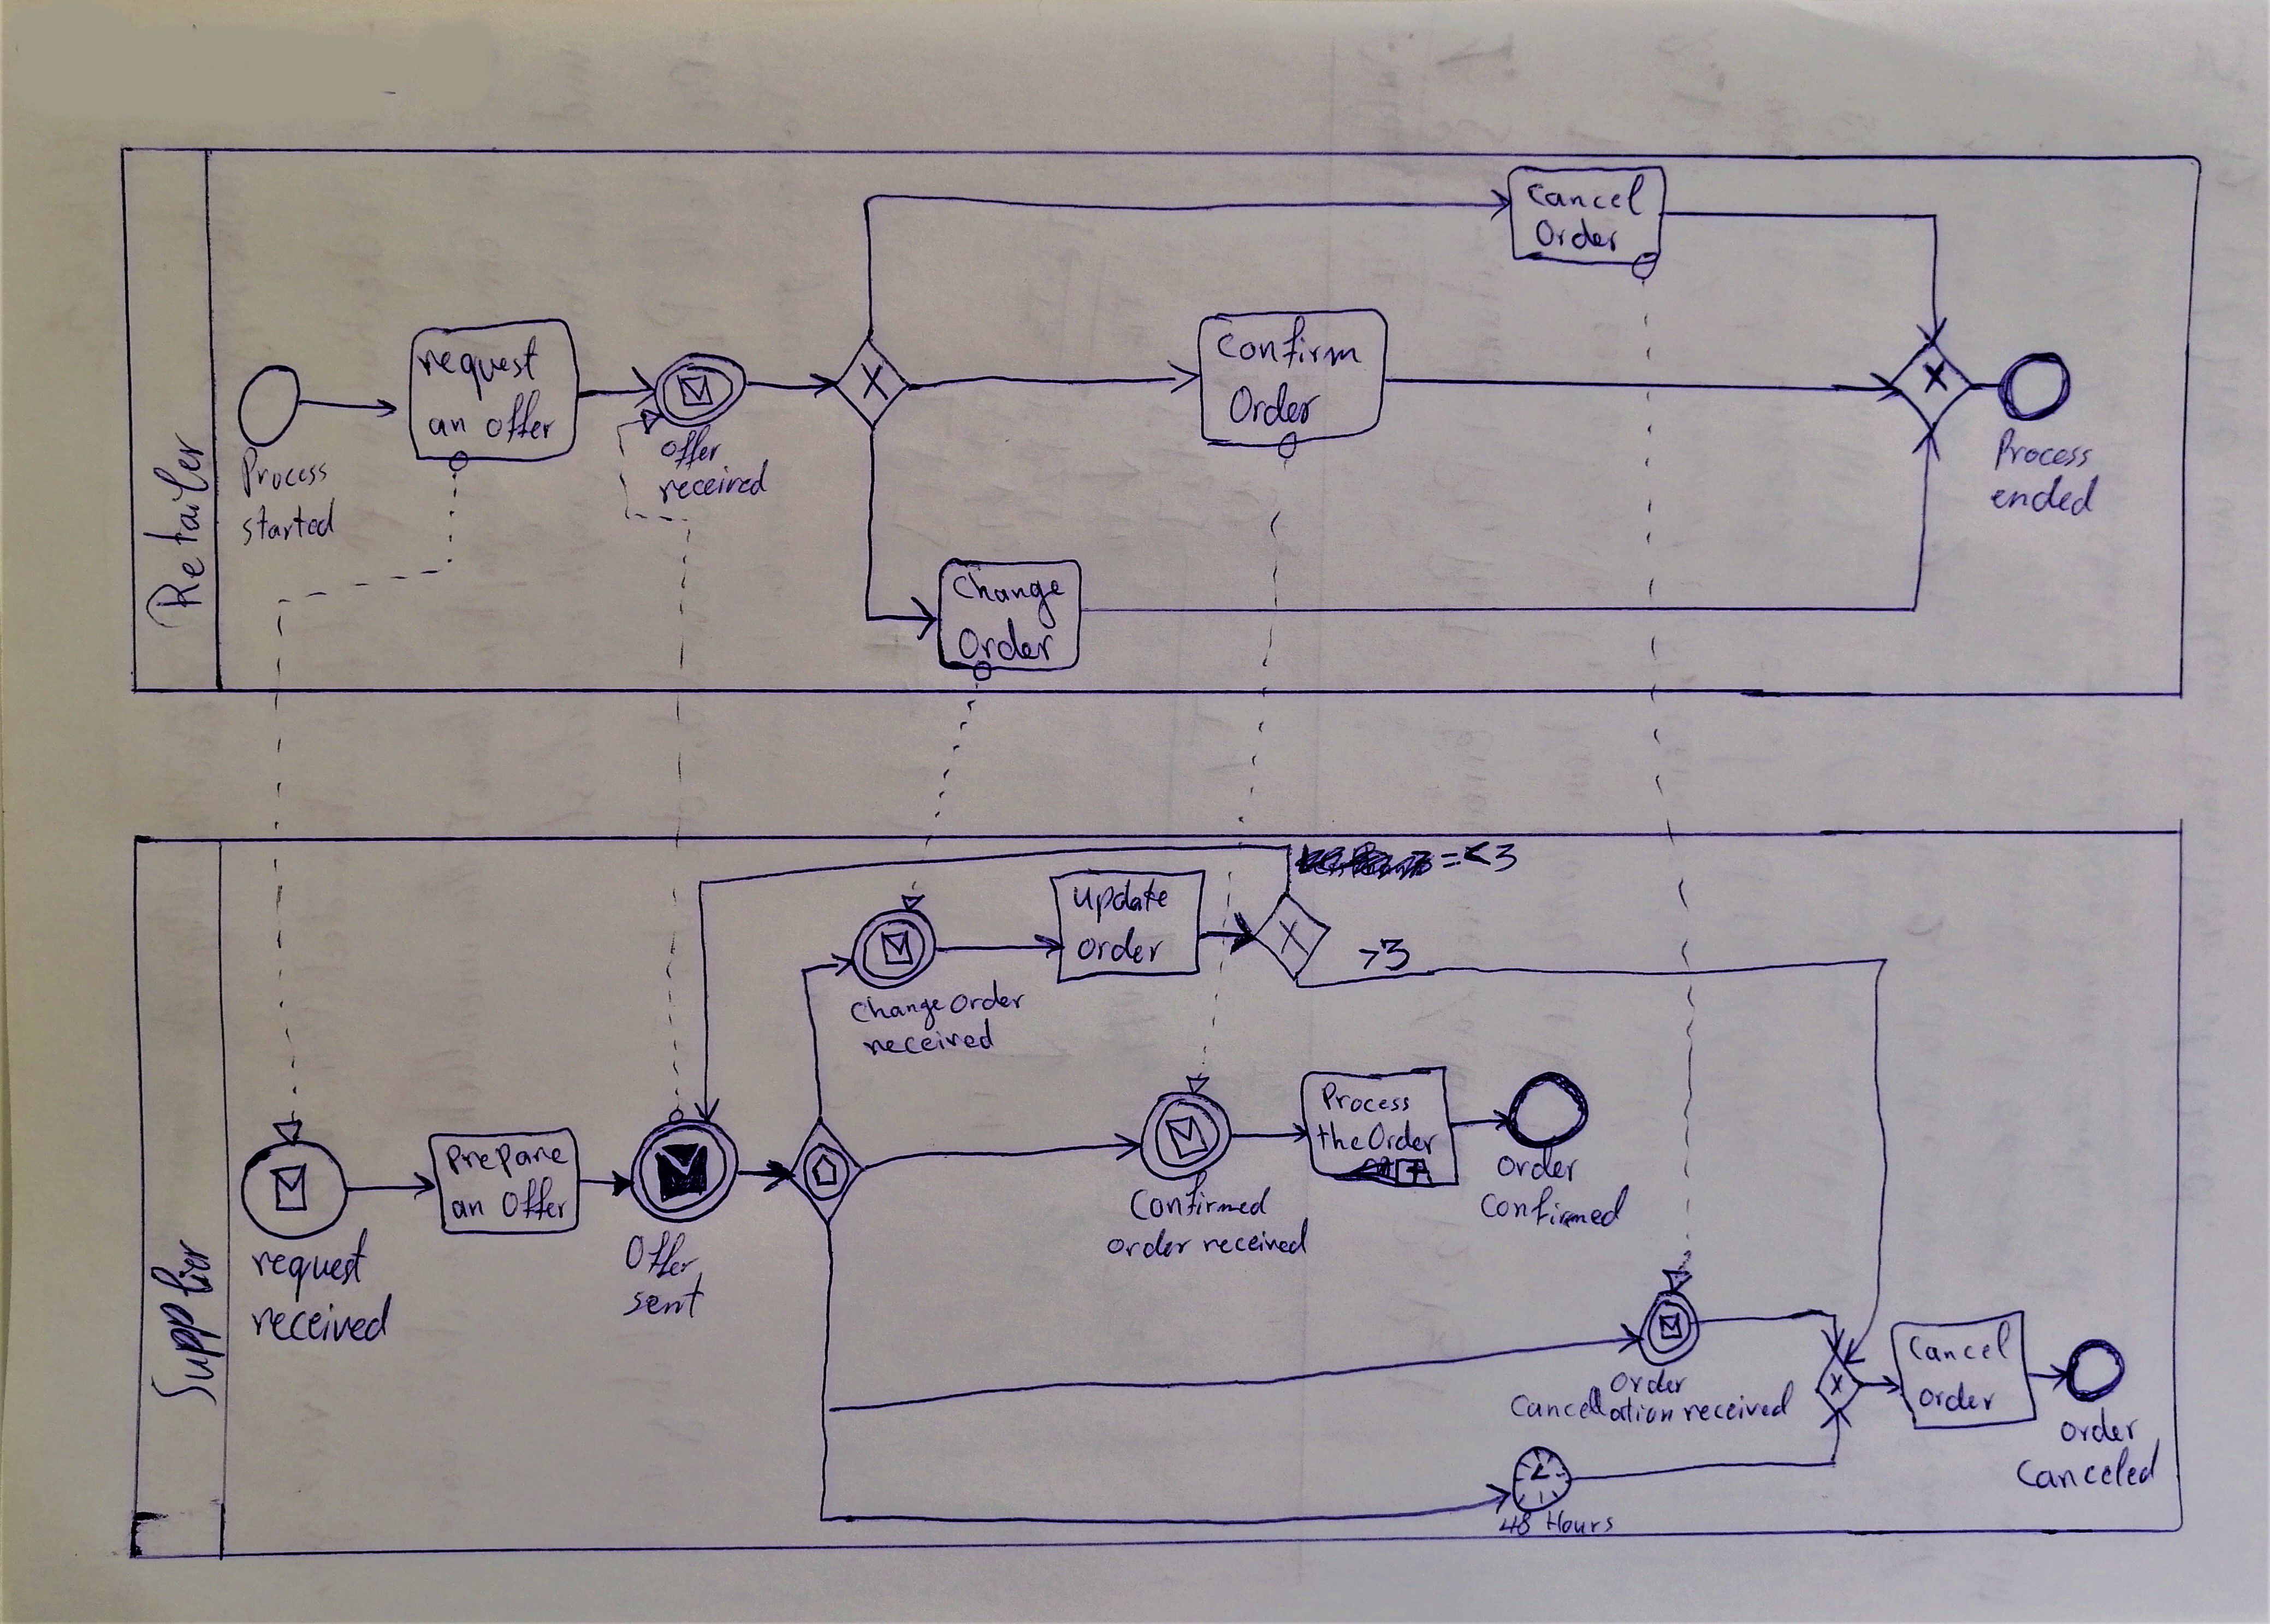 Retailer
Process
started
request
an offer
offer
received
Cancel
Order
Confirm
Order
Change
Order
Process
ended
Supplier
request
received
Prepare
an Offer
Offer
sent
Change Order
received
update
order
=<3
>3
Confirmed
order received
Process
the Order
order
Confirmed
Order
Cancellation received
48 Hours
Cancel
order
order
Canceled